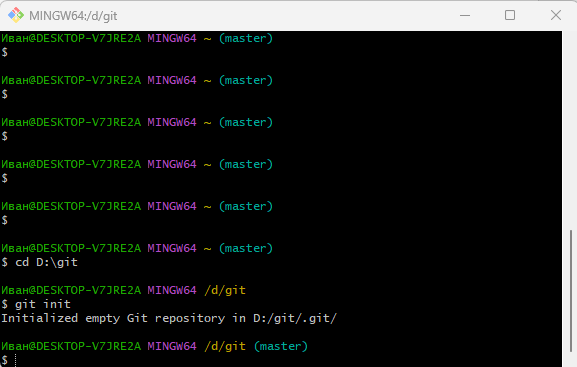 MINGW64:/d/git
Иван@DESKTOP-V7JRE2A MINGW64 ~ (master)
$
Иван@DESKTOP-V7JRE2A MINGW64 ~ (master)
$
Иван@DESKTOP-V7JRE2A MINGW64 ~ (master)
$
Иван@DESKTOP-V7JRE2A MINGW64 ~ (master)
$
Иван@DESKTOP-V7JRE2A MINGW64 ~ (master)
$
Иван@DESKTOP-V7JRE2A MINGW64 ~ (master)
$ cd D:\git
Иван@DESKTOP-V7JRE2A MINGW64 /d/git
$ git init
Initialized empty Git repository in D:/git/.git/
Иван@DESKTOP-V7JRE2A MINGW64 /d/git (master)
$